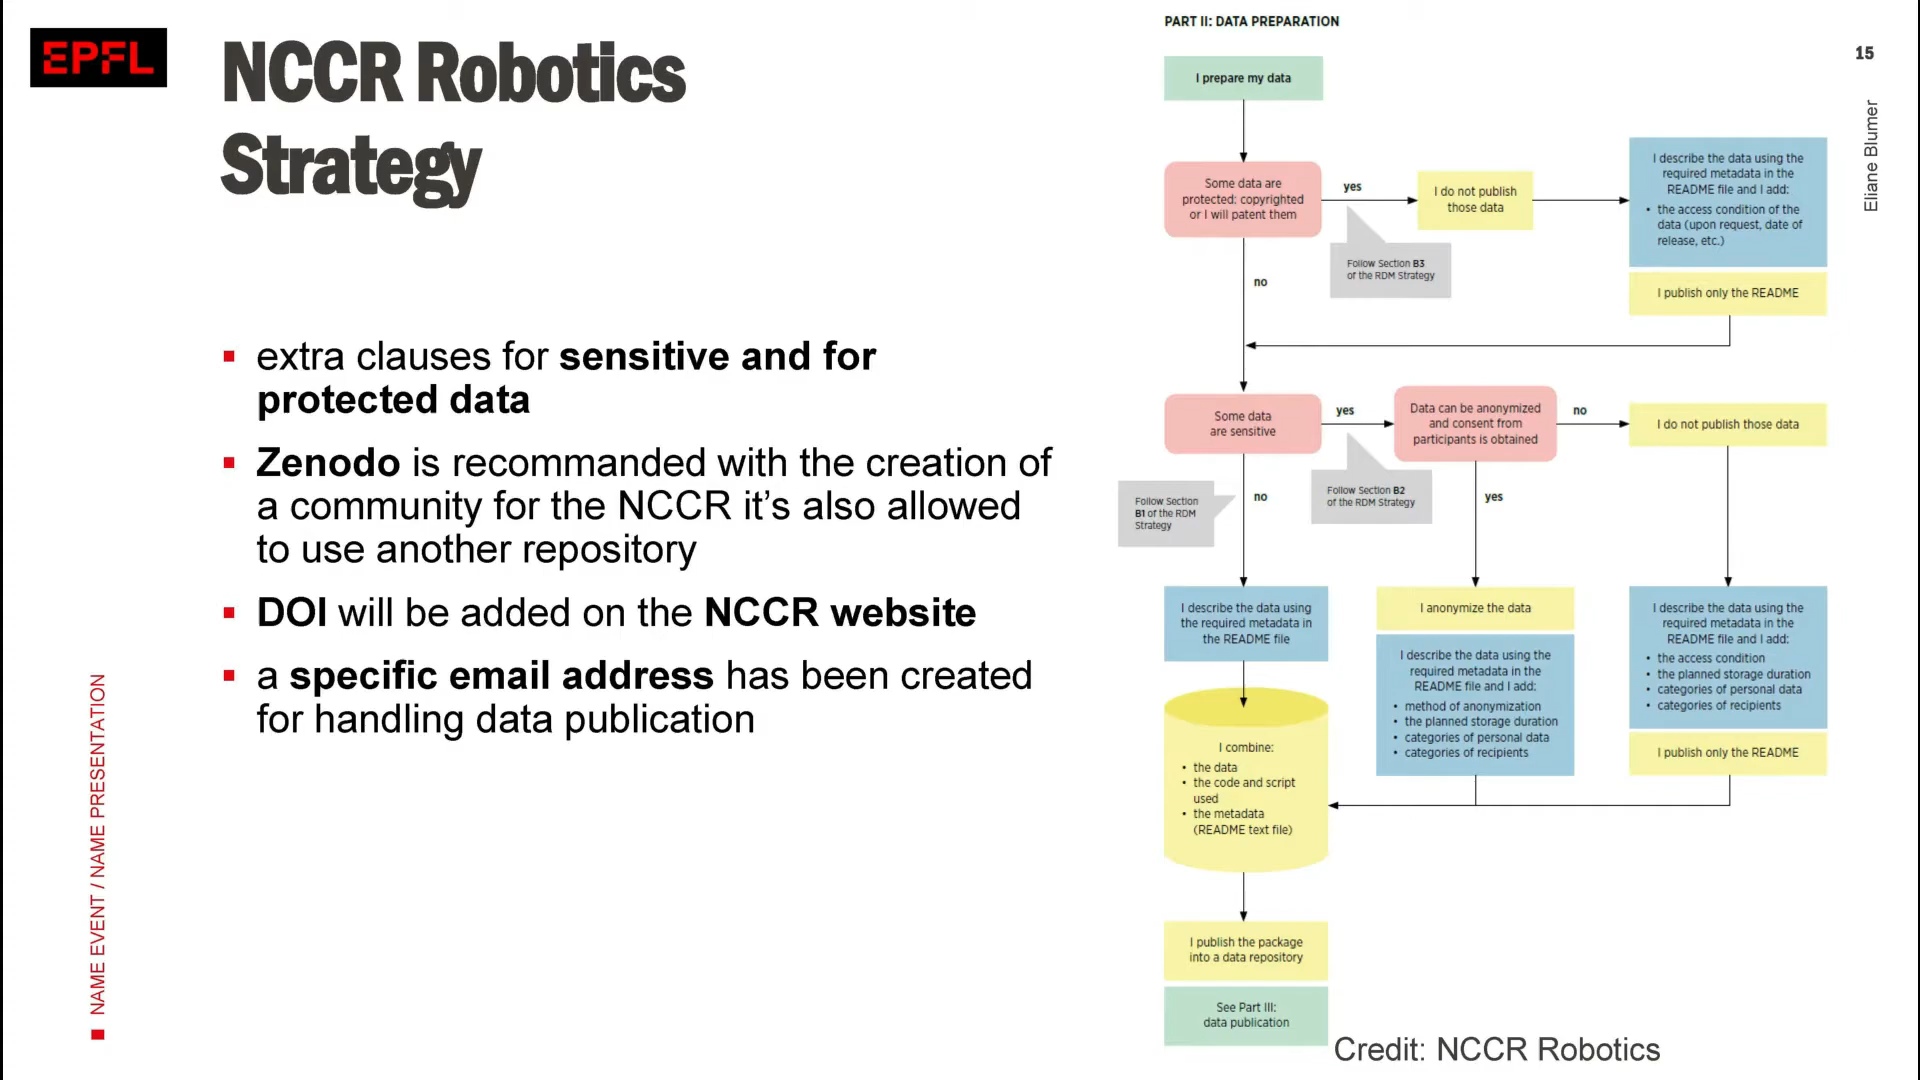 EPFL
NCCR Robotics
Strategy
▪ extra clauses for sensitive and for
protected data
▪ Zenodo is recommanded with the creation of
a community for the NCCR it’s also allowed
to use another repository
▪ DOI will be added on the NCCR website
▪ a specific email address has been created
for handling data publication
NAME EVENT / NAME PRESENTATION
PART II: DATA PREPARATION
I prepare my data
Some data are
protected: copyrighted
or I will patent them
yes
I do not publish
those data
I describe the data using the
required metadata in the
README file and I add:
• the access condition of the
data (upon request, date of
release, etc.)
I publish only the README
Follow Section B3
of the RDM Strategy
no
Some data
are sensitive
yes
Data can be anonymized
and consent from
participants is obtained
no
I do not publish those data
Follow Section
B1 of the RDM
Strategy
no
Follow Section B2
of the RDM Strategy
yes
I describe the data using
the required metadata in
the README file
I anonymize the data
I describe the data using the
required metadata in the
README file and I add:
• method of anonymization
• the planned storage duration
• categories of personal data
• categories of recipients
I describe the data using the
required metadata in the
README file and I add:
• the access condition
• the planned storage duration
• categories of personal data
• categories of recipients
I publish only the README
I combine:
• the data
• the code and script
used
• the metadata
(README text file)
I publish the package
into a data repository
See Part III:
data publication
Credit: NCCR Robotics
15
Eliane Blumer